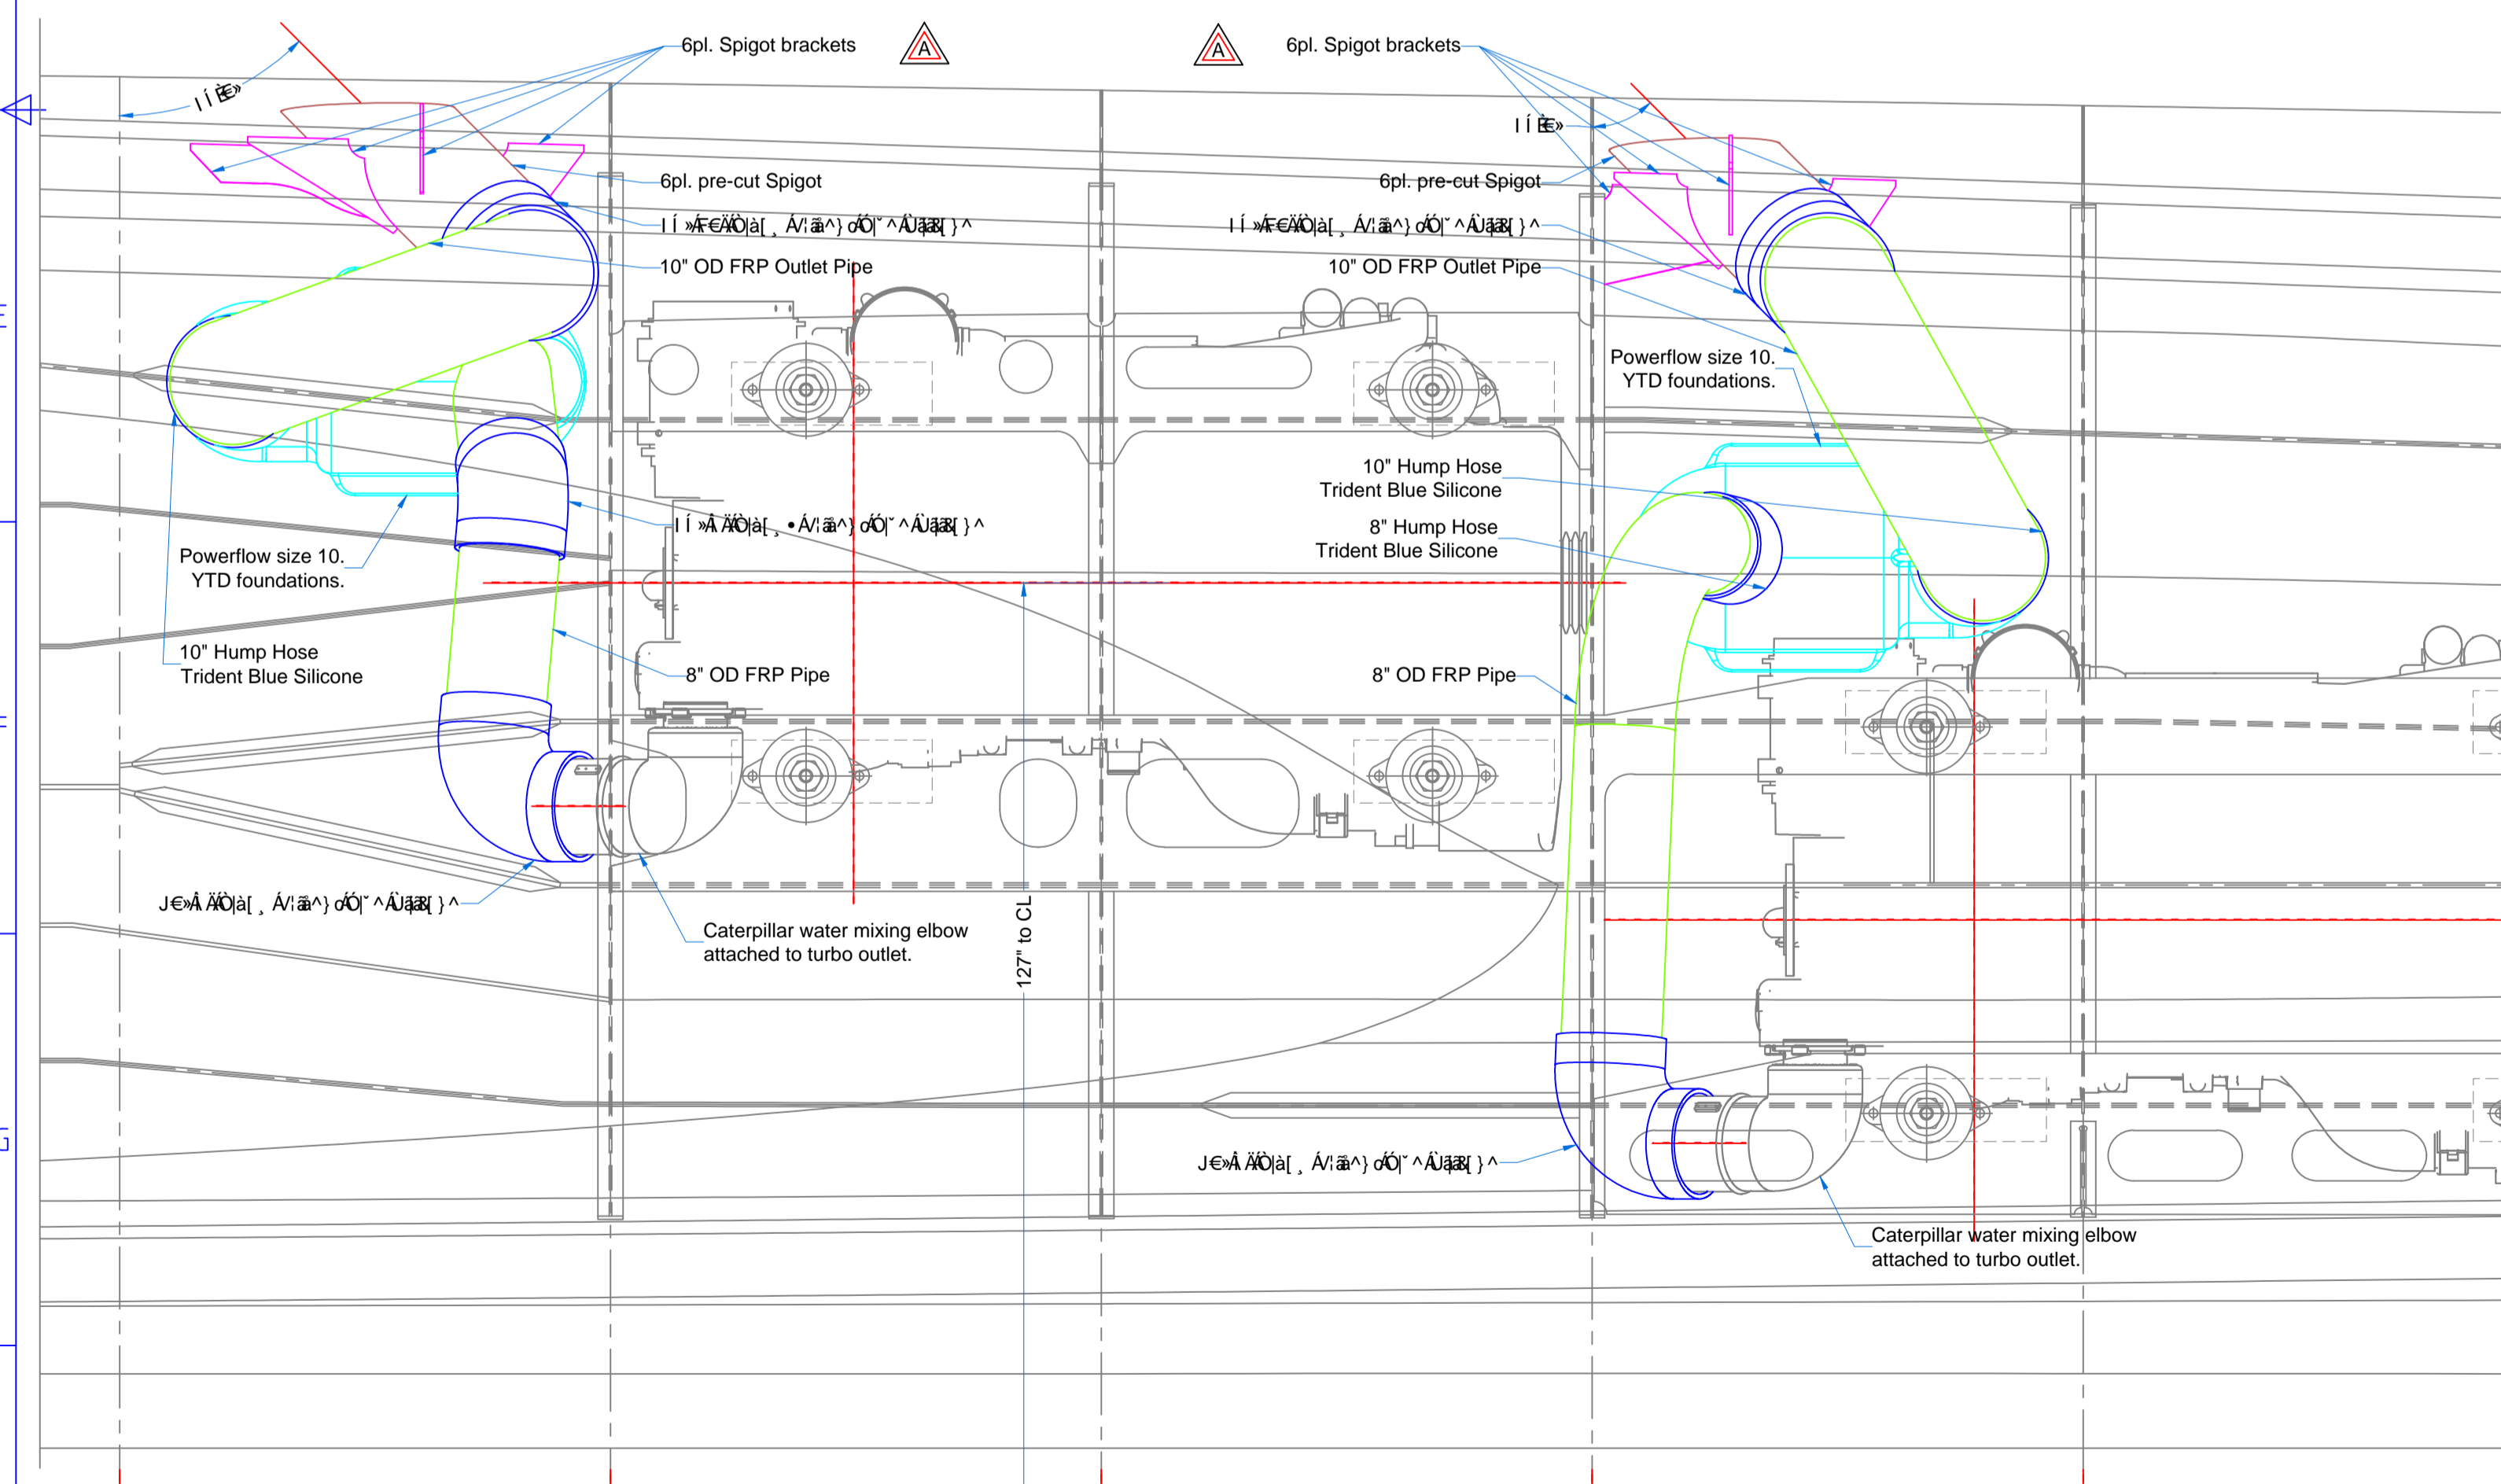 6pl. Spigot brackets
A
A
6pl. Spigot brackets
6pl. pre-cut Spigot
6pl. pre-cut Spigot
10" OD FRP Outlet Pipe
10" OD FRP Outlet Pipe
Powerflow size 10.
YTD foundations.
10" Hump Hose
Trident Blue Silicone
8" Hump Hose
Trident Blue Silicone
Powerflow size 10.
YTD foundations.
10" Hump Hose
Trident Blue Silicone
8" OD FRP Pipe
8" OD FRP Pipe
Caterpillar water mixing elbow
attached to turbo outlet.
127" to CL
Caterpillar water mixing elbow
attached to turbo outlet.